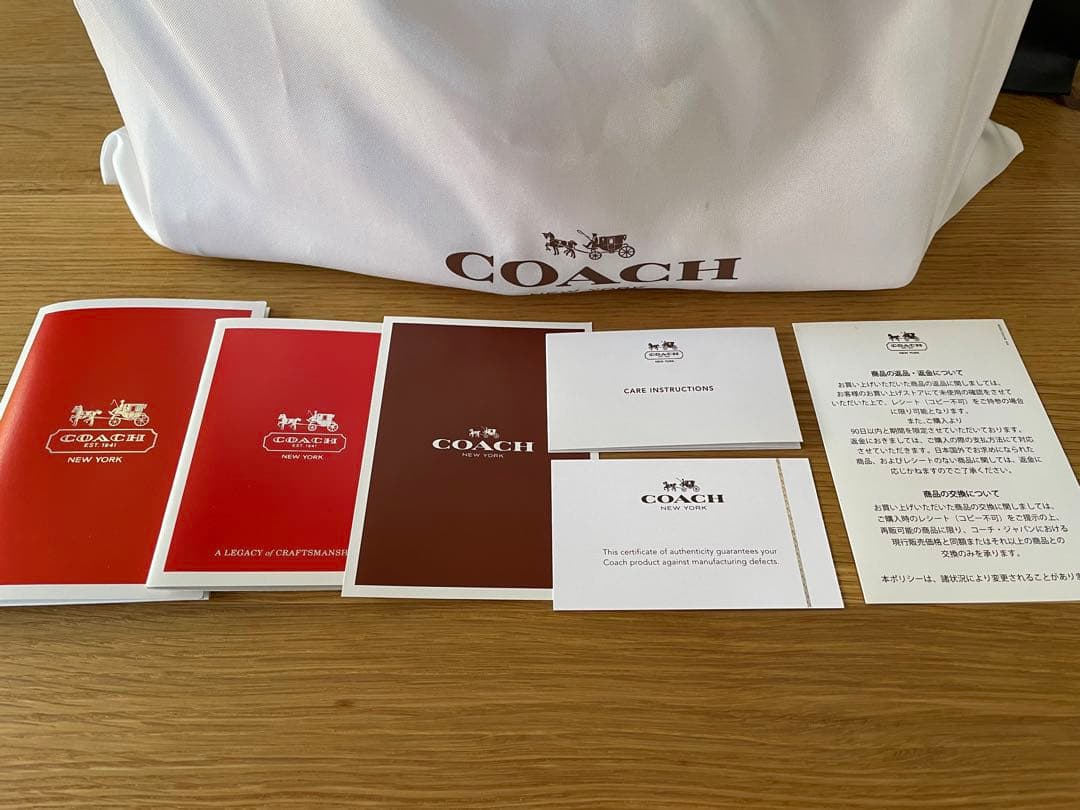 COACH
NEW YORK
COACH
EST. 1941
NEW YORK
COACH
EST. 1941
NEW YORK
A LEGACY of CRAFTSMANSH
COACH
NEW YORK
COACH
NEW YORK
CARE INSTRUCTIONS
COACH
NEW YORK
This certificate of authenticity guarantees your
Coach product against manufacturing defects.
COACH
NEW YORK
商品の返品・返金について
お買い上げいただいた商品の返品に関しましては、
お客様のお買い上げストアにて未使用の確認をさせて
いただいた上で、レシート（コピー不可）をご持参の場合
に限り可能となります。
また、ご購入より
90日以内と期間を限定させていただいております。
返金におきましては、ご購入の際の支払方法にて対応
させていただきます。日本国外でお求めになられた
商品、およびレシートのない商品に関しては、返金に
応じかねますのでご了承ください。
商品の交換について
お買い上げいただいた商品の交換に関しましては、
ご購入時のレシート（コピー不可）をご提示の上、
再販可能の商品に限り、コーチ・ジャパンにおける
現行販売価格と同額またはそれ以上の商品との
交換のみを承ります。
本ポリシーは、諸状況により変更されることがありま